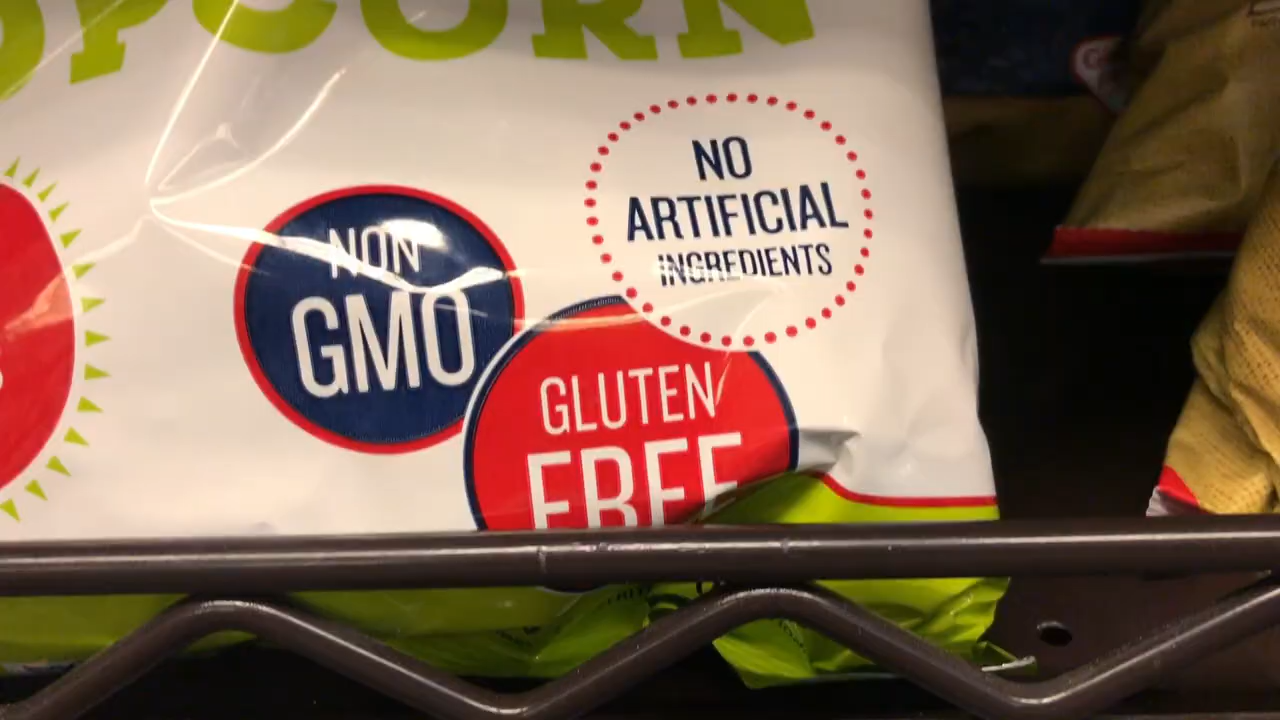 OPCORN
NO
ARTIFICIAL
INGREDIENTS
NON
GMO
GLUTEN
FREE